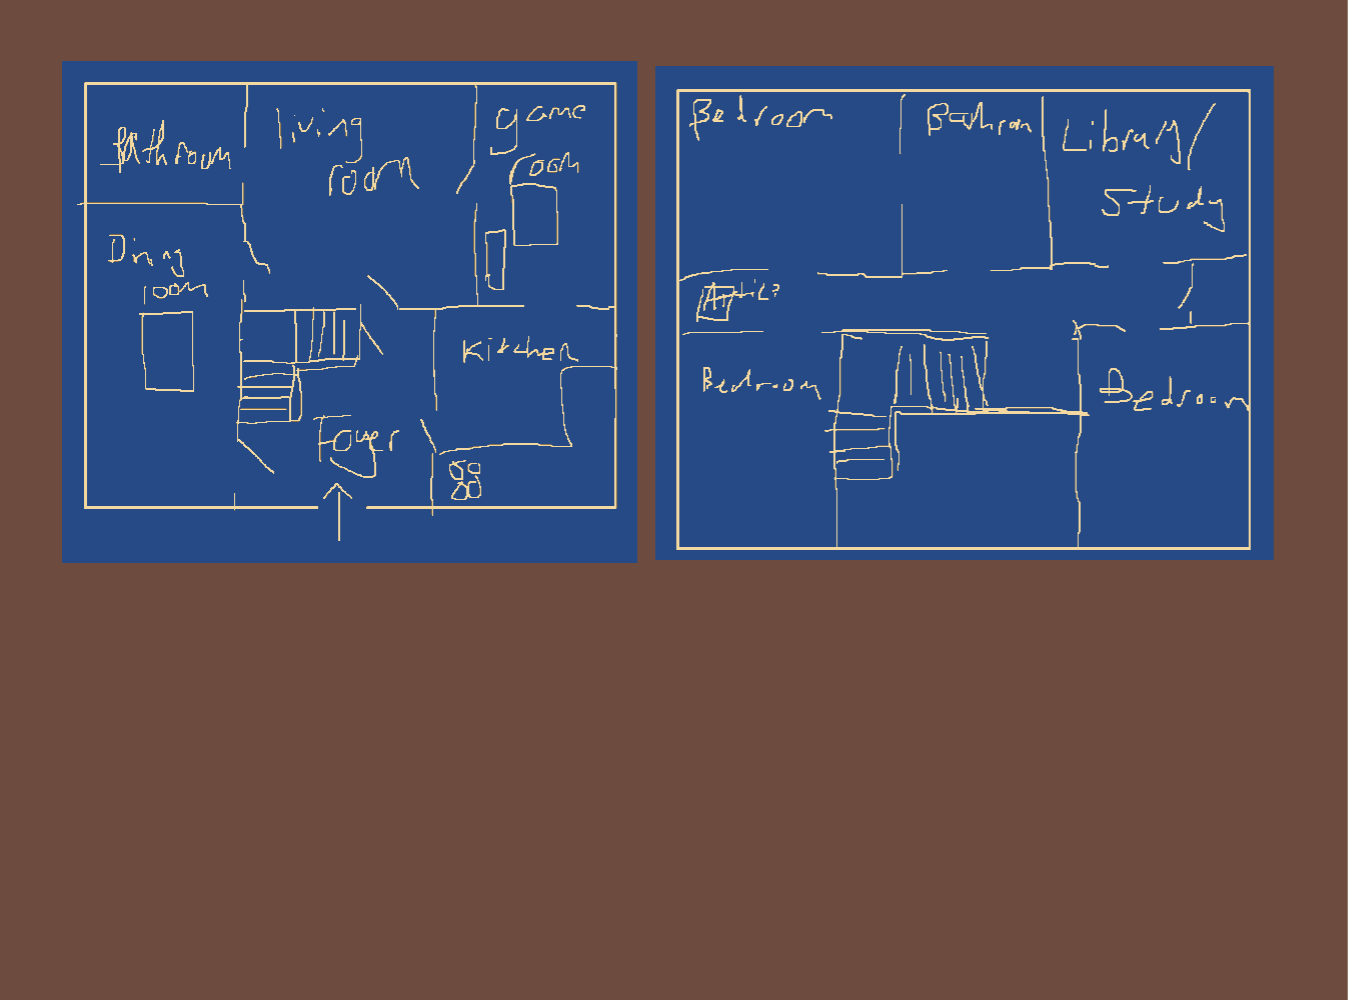 Bathroom
living
room
game
room
Dining
room
Kitchen
Foyer
Bedroom
Bathroom
Library/
Study
Attic?
Bedroom
Bedroom